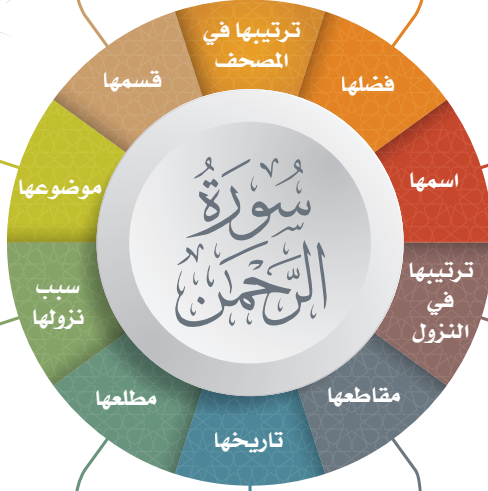 ترتيبها في
المصحف
فضلها
اسمها
ترتيبها
في
النزول
مقاطعها
تاريخها
مطلعها
سبب
نزولها
موضوعها
قسمها
سُورَةُ
الرَّحْمَٰن